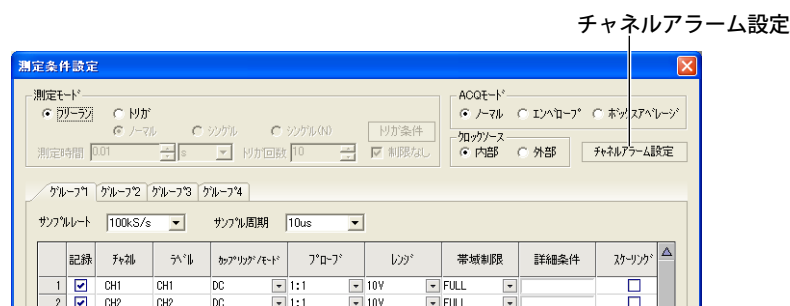 チャネルアラーム設定
測定条件設定
測定モード
フリーラン トリガ
ノーマル シングル シングル(N) トリガ条件
測定時間 0.01 s トリガ回数 10 制限なし
ACQモード
ノーマル エンベロープ ボックスアベレージ
クロックソース
内部 外部 チャネルアラーム設定
グループ1 グループ2 グループ3 グループ4
サンプルレート 100kS/s サンプル周期 10us
記録 チャネル ラベル カップリング/モード プローブ レンジ 帯域制限 詳細条件 スケーリング
1 CH1 CH1 DC 1:1 10V FULL
2 CH2 CH2 DC 1:1 10V FULL